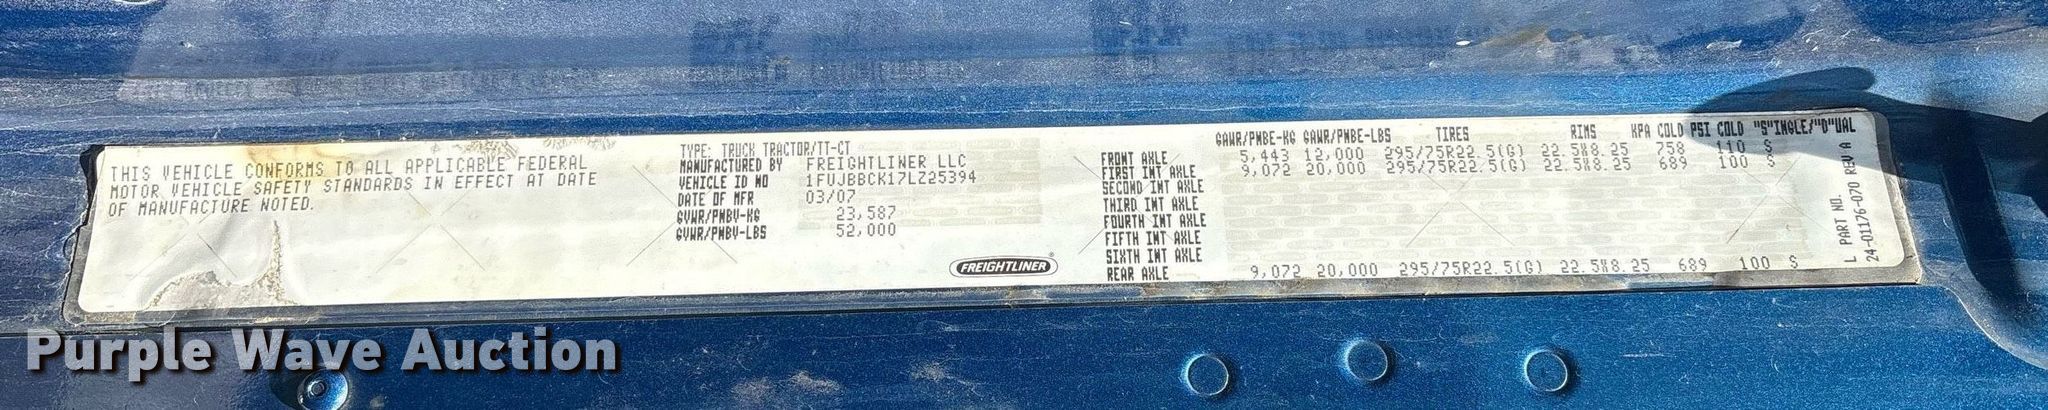 THIS VEHICLE CONFORMS TO ALL APPLICABLE FEDERAL
MOTOR VEHICLE SAFETY STANDARDS IN EFFECT AT DATE
OF MANUFACTURE NOTED.
TYPE: TRUCK TRACTOR/TT-CT
MANUFACTURED BY FREIGHTLINER LLC
VEHICLE ID NO 1FUJBBCK17LZ25394
DATE OF MFR 03/07
GVWR/PNBV-KG 23,587
GVWR/PNBV-LBS 52,000
FREIGHTLINER
GAWR/PNBE-KG GAWR/PNBE-LBS TIRES RIMS KPA COLD PSI COLD "S"INGLE/"D"UAL
FRONT AXLE 5,443 12,000 295/75R22.5(G) 22.5X8.25 758 110 S
FIRST INT AXLE 9,072 20,000 295/75R22.5(G) 22.5X8.25 689 100 S
SECOND INT AXLE
THIRD INT AXLE
FOURTH INT AXLE
FIFTH INT AXLE
SIXTH INT AXLE
REAR AXLE 9,072 20,000 295/75R22.5(G) 22.5X8.25 689 100 S
L PART NO.
24-01176-070 REV A
Purple Wave Auction